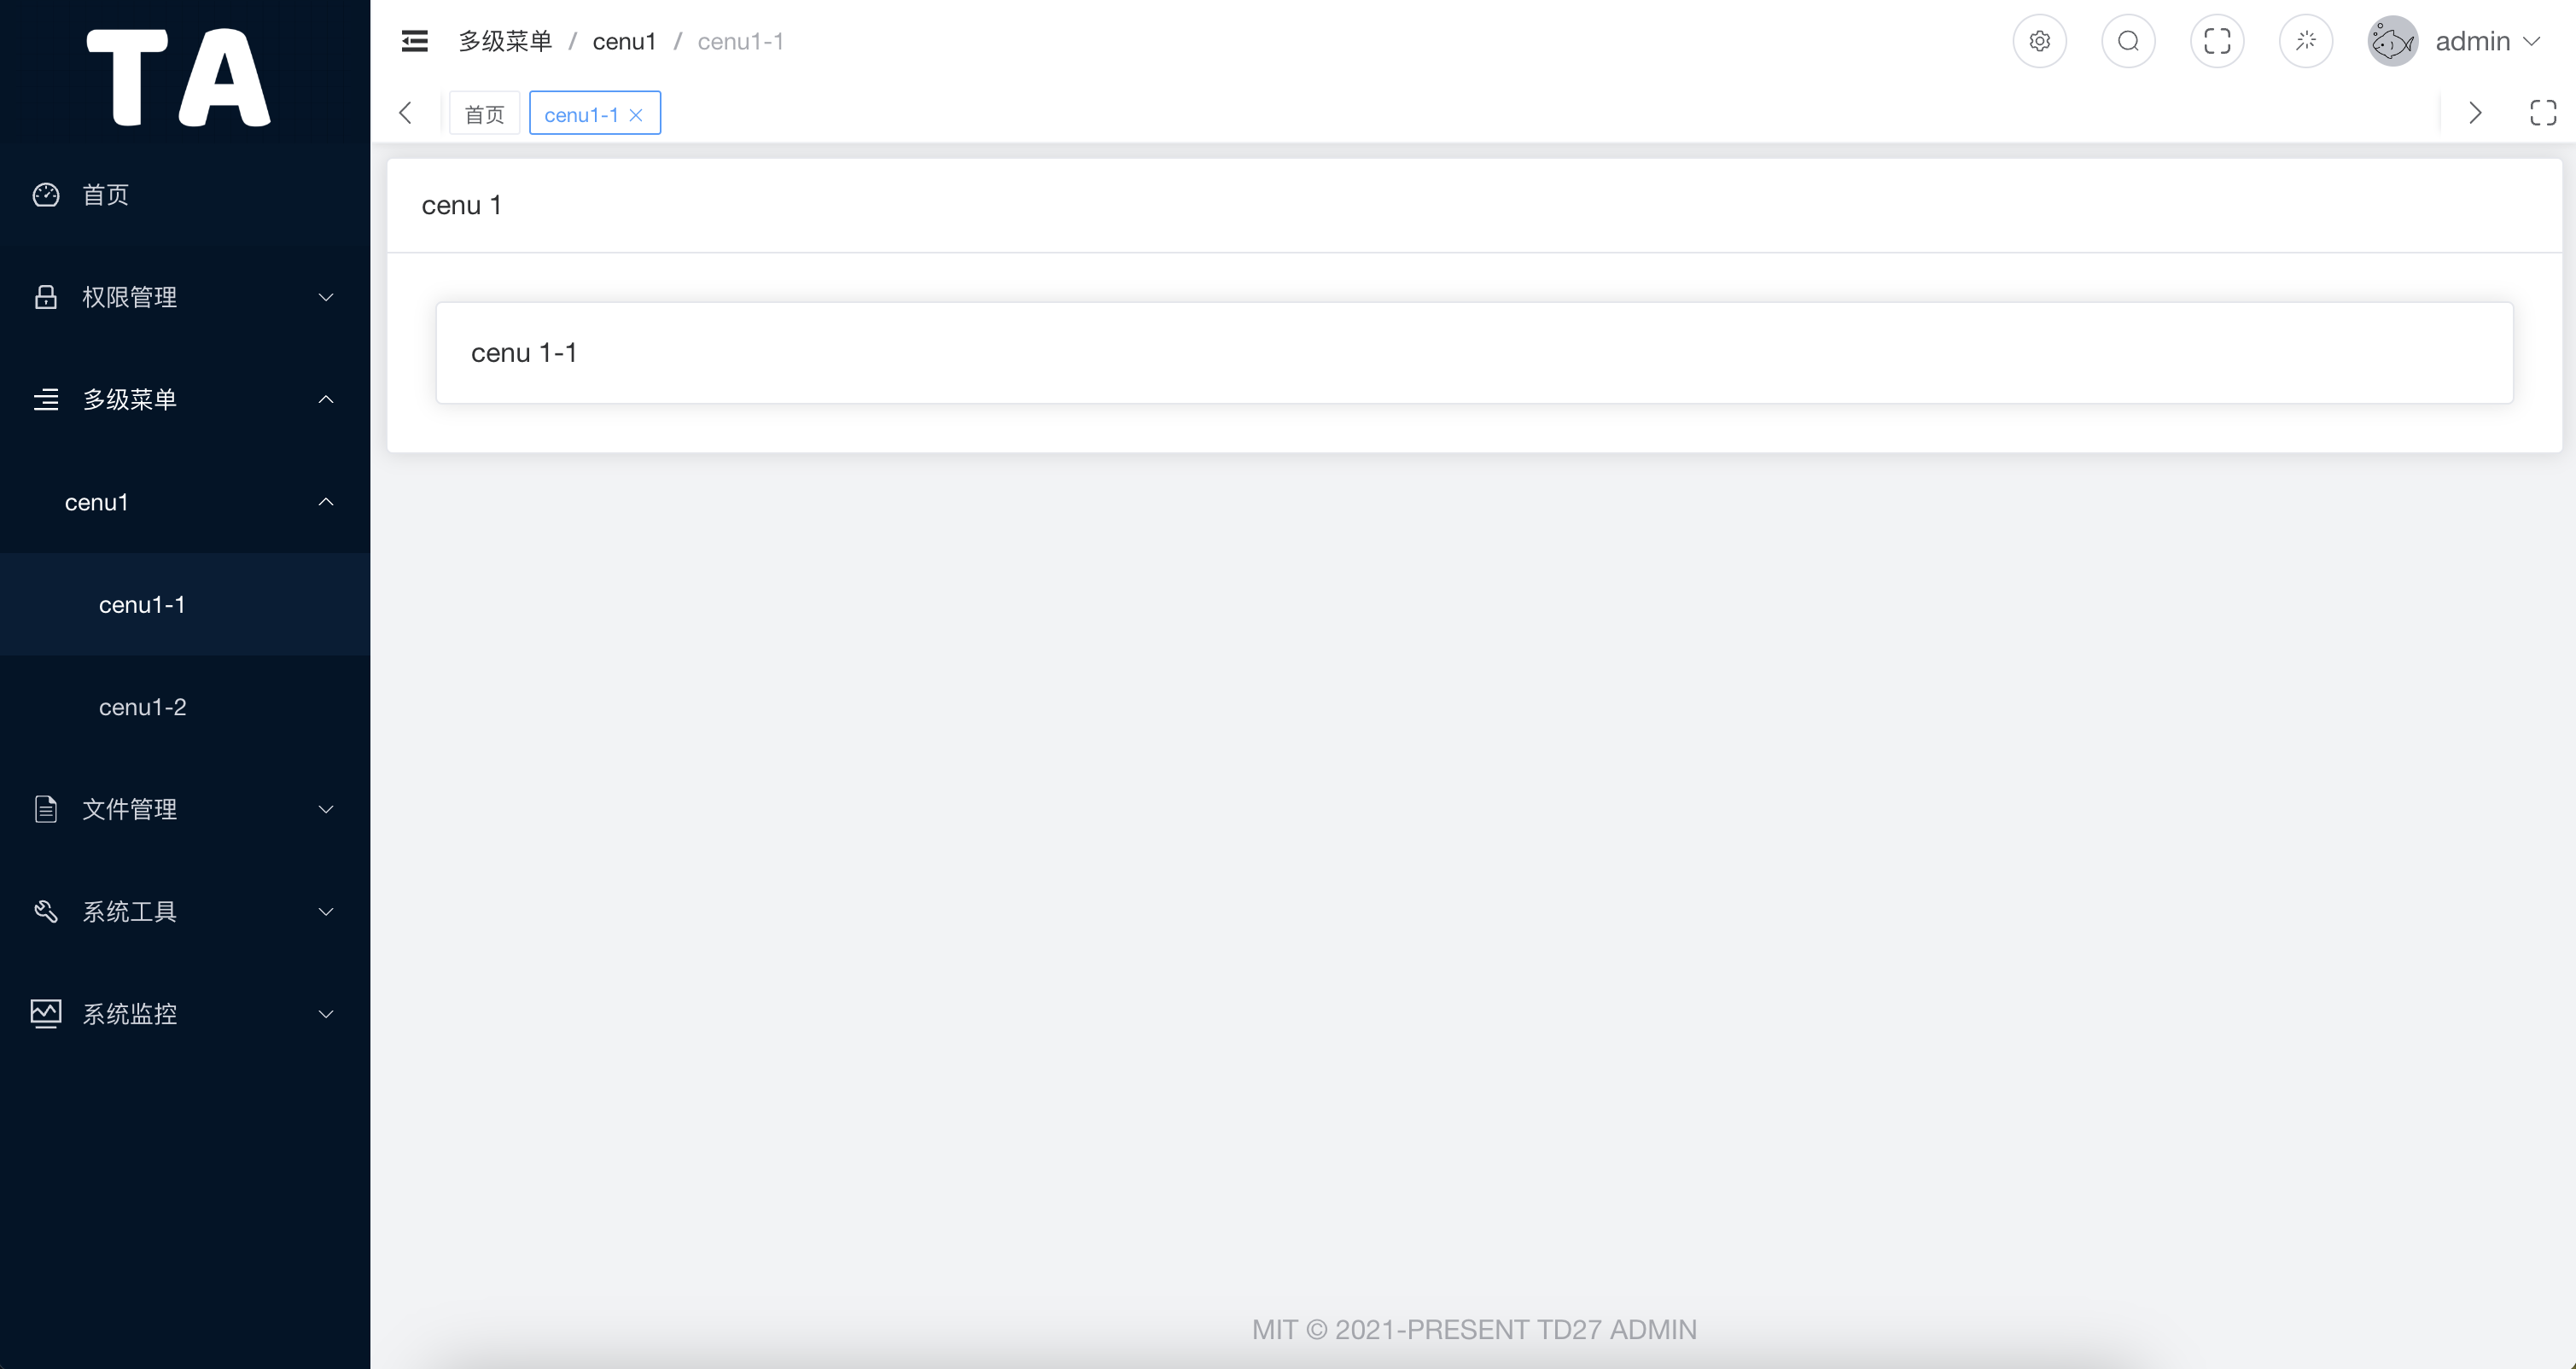 TA
首页
权限管理
多级菜单
cenu1
cenu1-1
cenu1-2
文件管理
系统工具
系统监控
多级菜单 / cenu1 / cenu1-1
admin
首页
cenu1-1
cenu 1
cenu 1-1
MIT © 2021-PRESENT TD27 ADMIN